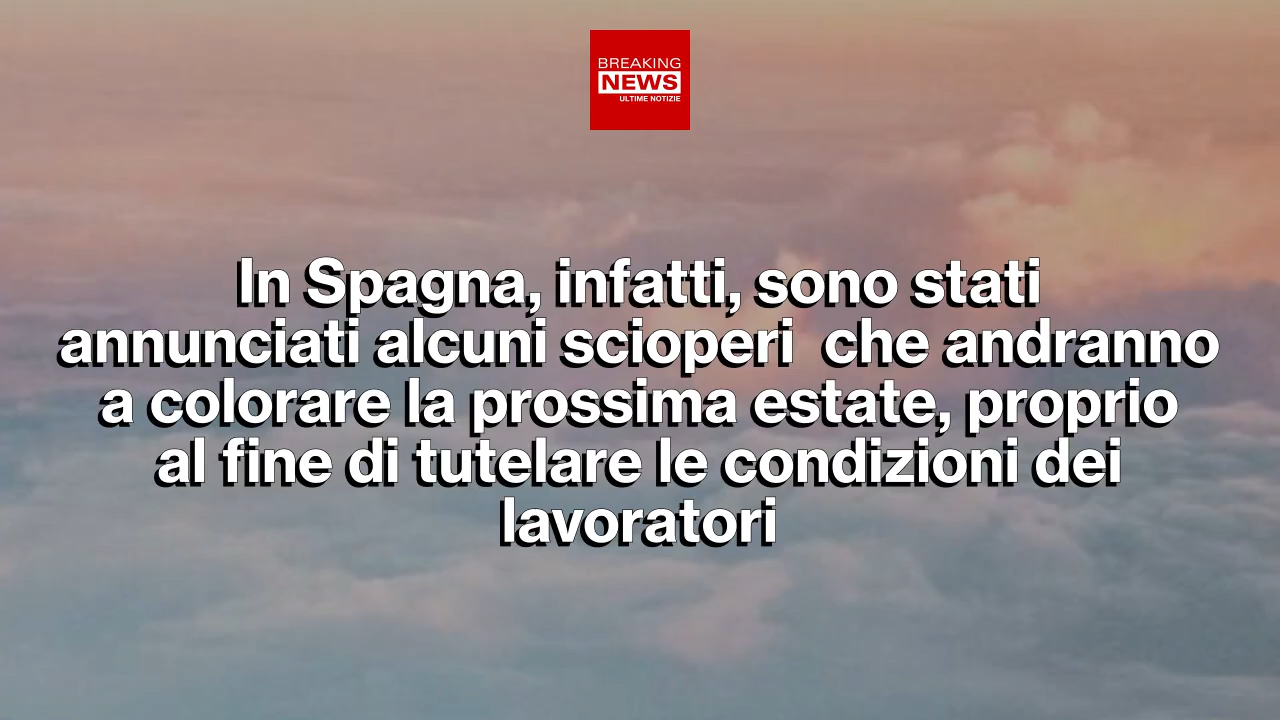 BREAKING
NEWS
ULTIME NOTIZIE
In Spagna, infatti, sono stati
annunciati alcuni scioperi  che andranno
a colorare la prossima estate, proprio
al fine di tutelare le condizioni dei
lavoratori